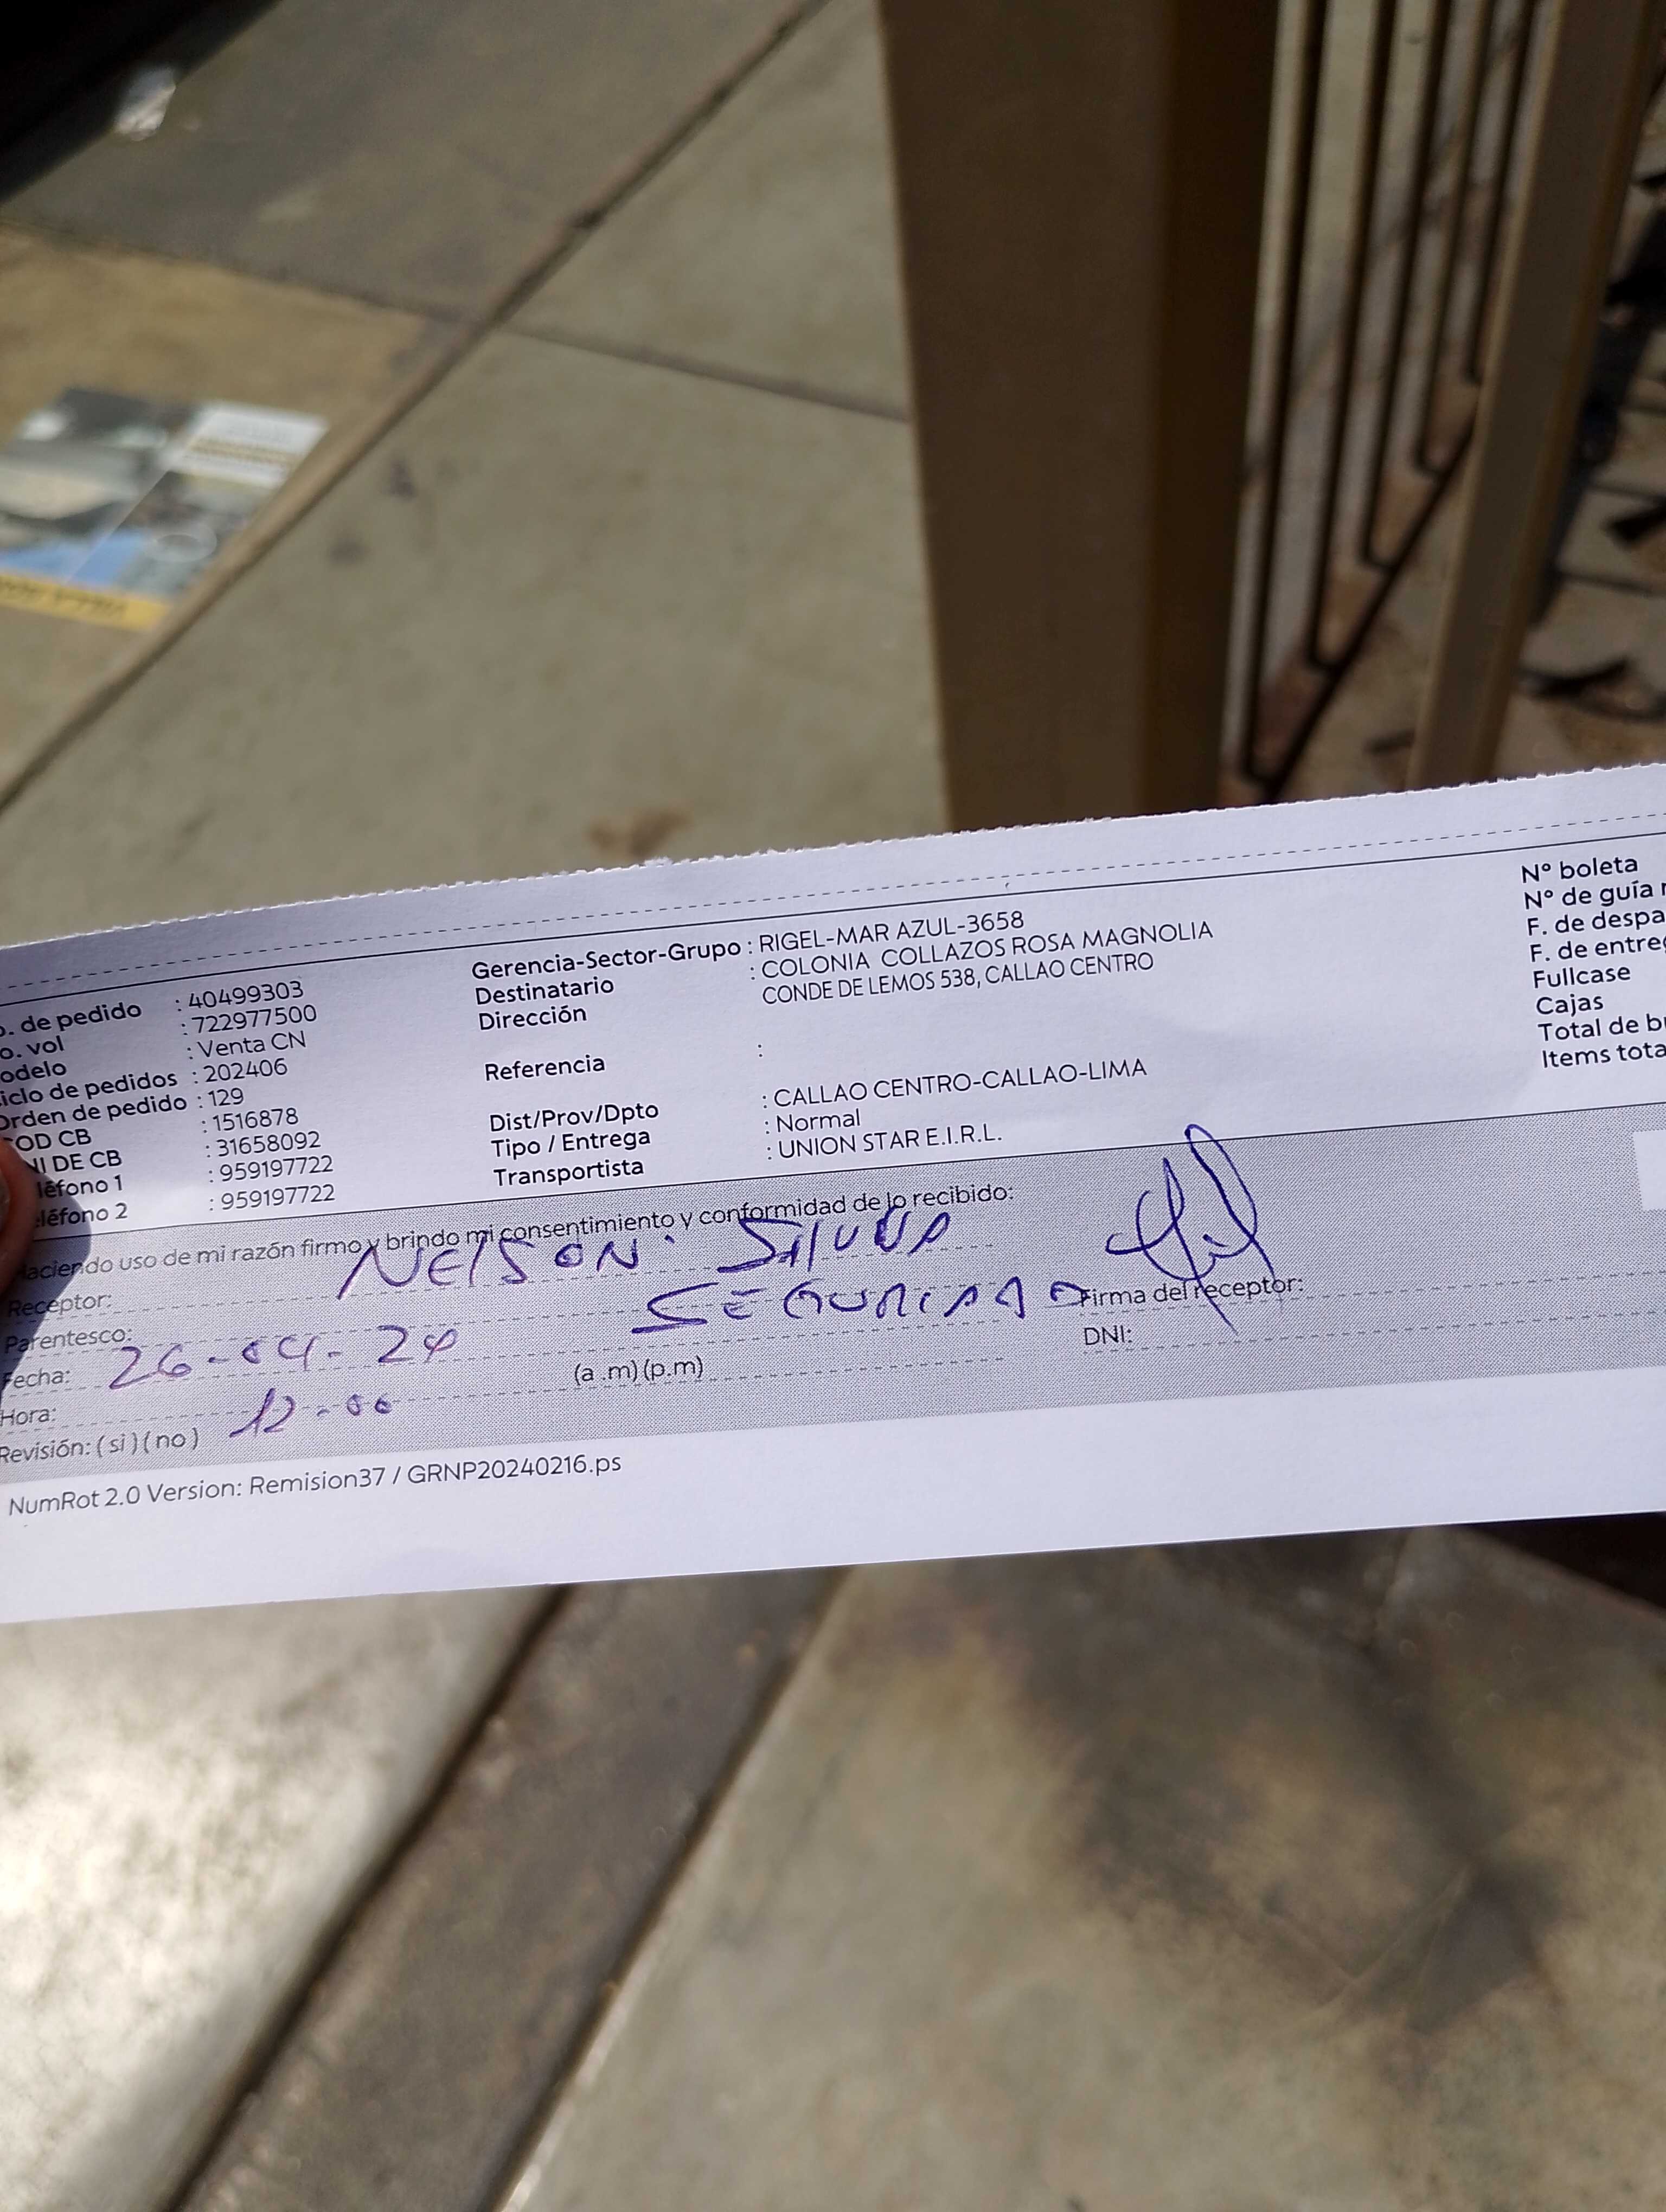 o. de pedido : 40499303
o. vol : 722977500
odelo : Venta CN
iclo de pedidos : 202406
Orden de pedido : 129
OD CB : 1516878
NI DE CB : 31658092
léfono 1 : 959197722
eléfono 2 : 959197722
Gerencia-Sector-Grupo : RIGEL-MAR AZUL-3658
Destinatario : COLONIA COLLAZOS ROSA MAGNOLIA
Dirección CONDE DE LEMOS 538, CALLAO CENTRO
Referencia :
Dist/Prov/Dpto : CALLAO CENTRO-CALLAO-LIMA
Tipo / Entrega : Normal
Transportista : UNION STAR E.I.R.L.
N° boleta
N° de guía r
F. de despa
F. de entre
Fullcase
Cajas
Total de b
Items tota
Haciendo uso de mi razón firmo y brindo mi consentimiento y conformidad de lo recibido:
Receptor: NELSON
Parentesco: SEGURIDAD Firma del receptor:
Fecha: 26-04-24 DNI:
Hora: 12-00 (a .m) (p.m)
Revisión: ( si ) ( no )
NumRot 2.0 Version: Remision37 / GRNP20240216.ps